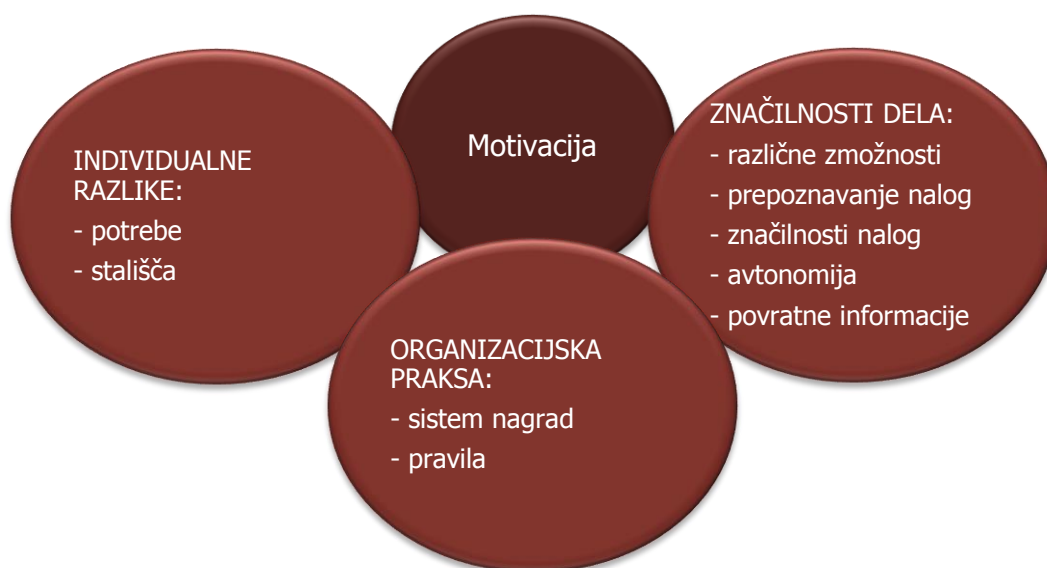 Motivacija
INDIVIDUALNE
RAZLIKE:
- potrebe
- stališča
ZNAČILNOSTI DELA:
- različne zmožnosti
- prepoznavanje nalog
- značilnosti nalog
- avtonomija
- povratne informacije
ORGANIZACIJSKA
PRAKSA:
- sistem nagrad
- pravila